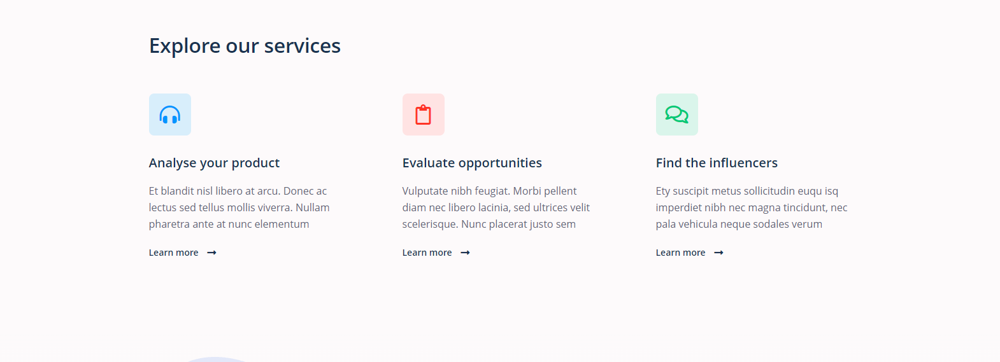 Explore our services
Analyse your product
Et blandit nisl libero at arcu. Donec ac
lectus sed tellus mollis viverra. Nullam
pharetra ante at nunc elementum
Learn more
Evaluate opportunities
Vulputate nibh feugiat. Morbi pellent
diam nec libero lacinia, sed ultrices velit
scelerisque. Nunc placerat justo sem
Learn more
Find the influencers
Ety suscipit metus sollicitudin euqu isq
imperdiet nibh nec magna tincidunt, nec
pala vehicula neque sodales verum
Learn more